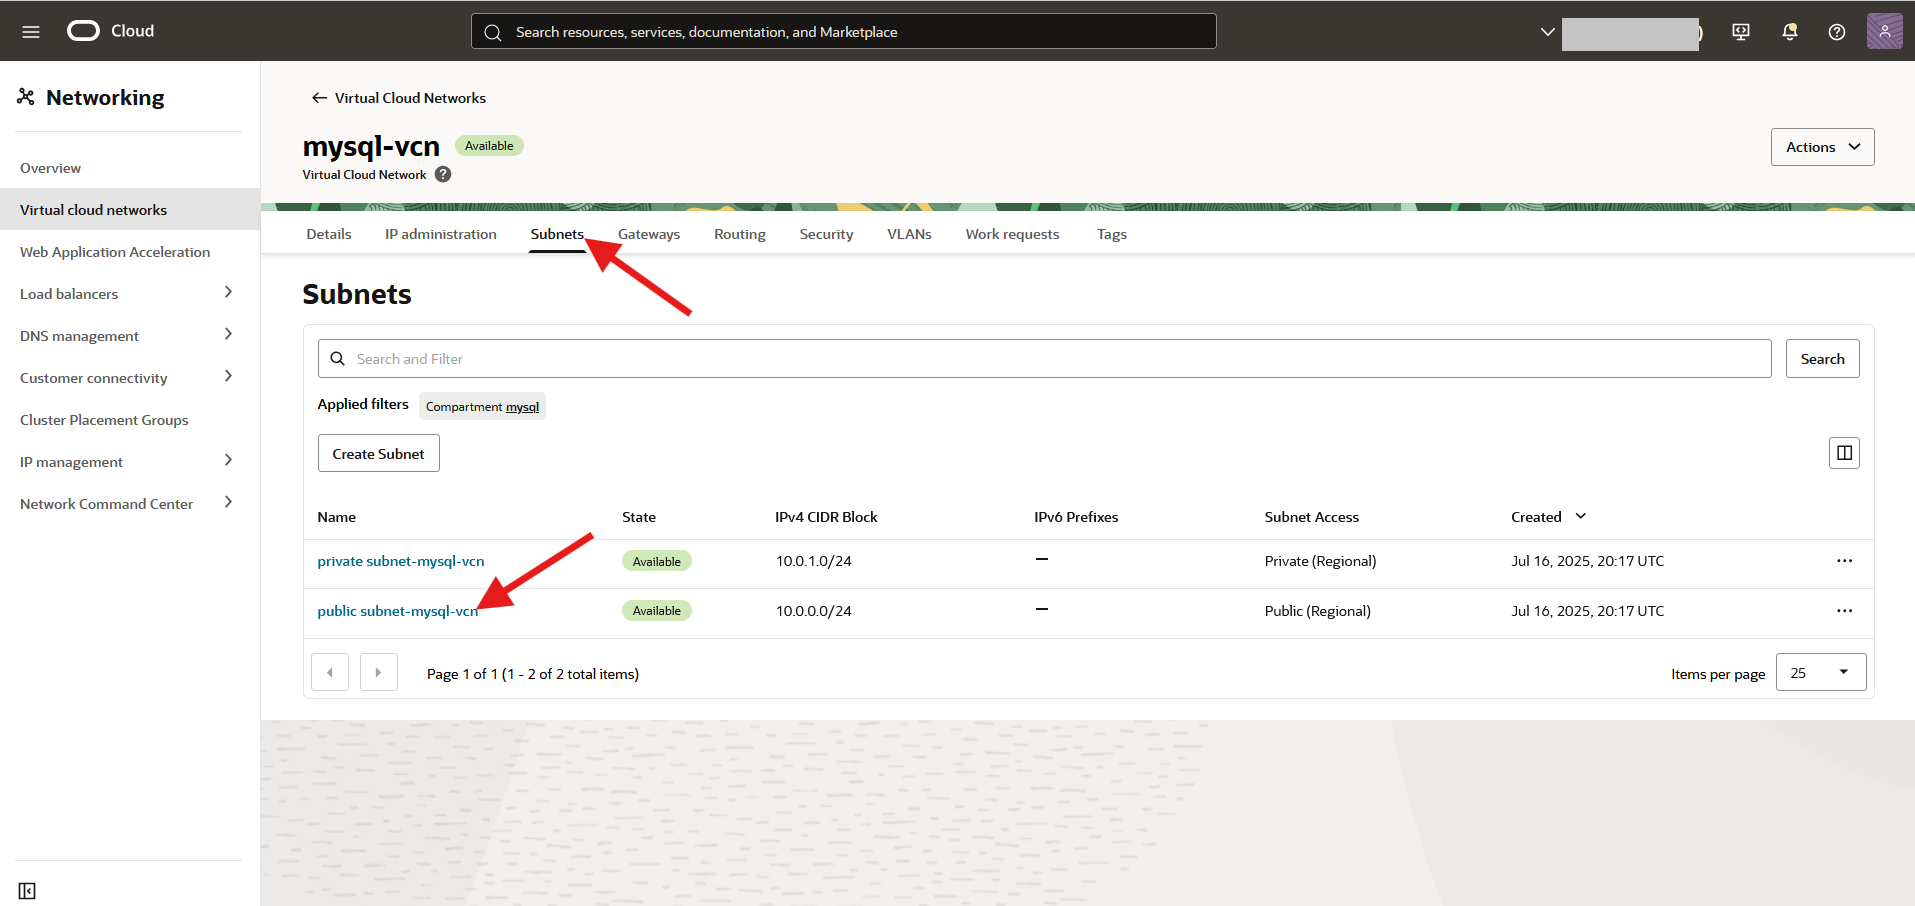 Cloud
Search resources, services, documentation, and Marketplace
Networking
Overview
Virtual cloud networks
Web Application Acceleration
Load balancers
DNS management
Customer connectivity
Cluster Placement Groups
IP management
Network Command Center
Virtual Cloud Networks
mysql-vcn Available
Virtual Cloud Network ?
Actions
Details IP administration Subnets Gateways Routing Security VLANs Work requests Tags
Subnets
Search and Filter Search
Applied filters Compartment mysql
Create Subnet
Name State IPv4 CIDR Block IPv6 Prefixes Subnet Access Created
private subnet-mysql-vcn Available 10.0.1.0/24 — Private (Regional) Jul 16, 2025, 20:17 UTC ...
public subnet-mysql-vcn Available 10.0.0.0/24 — Public (Regional) Jul 16, 2025, 20:17 UTC ...
Page 1 of 1 (1 - 2 of 2 total items) Items per page 25